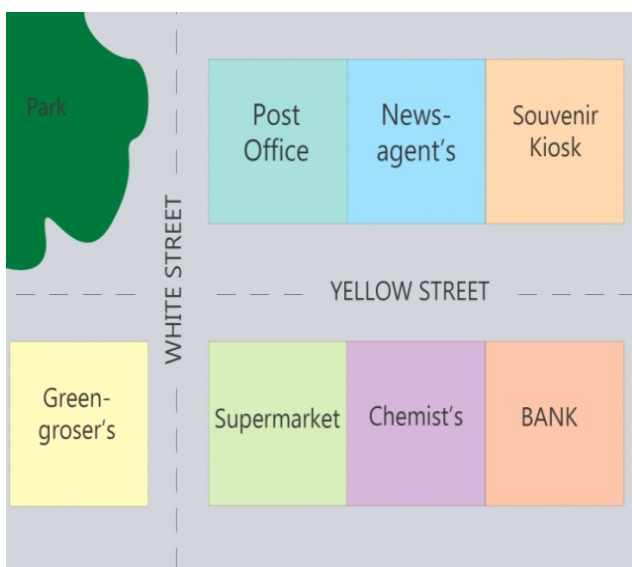 Park
Post
Office
News-
agent's
Souvenir
Kiosk
WHITE STREET
YELLOW STREET
Green-
groser's
Supermarket
Chemist's
BANK